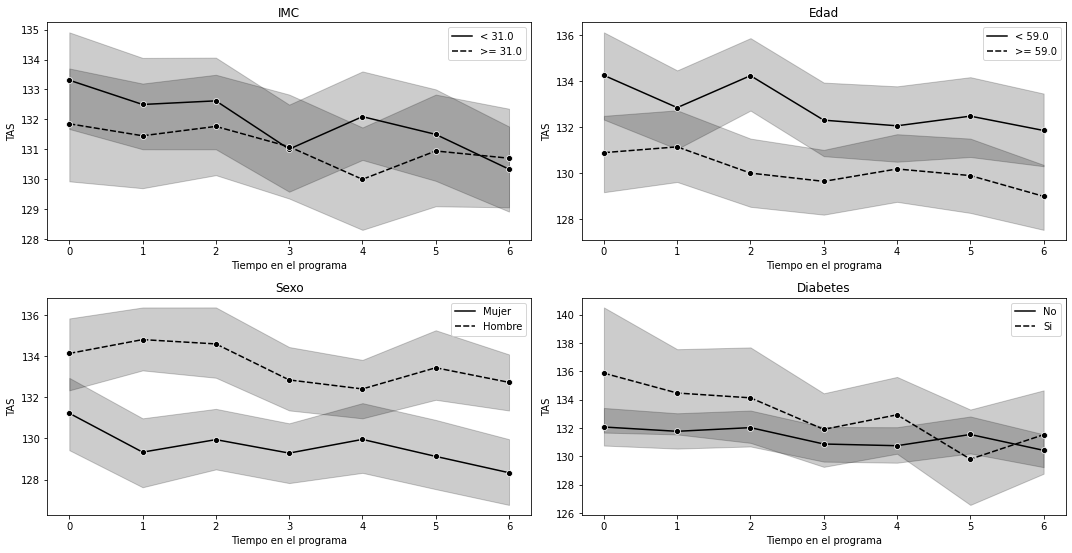 IMC
TAS
135
134
133
132
131
130
129
128
< 31.0
>= 31.0
0 1 2 3 4 5 6
Tiempo en el programa
Edad
TAS
136
134
132
130
128
< 59.0
>= 59.0
0 1 2 3 4 5 6
Tiempo en el programa
Sexo
TAS
136
134
132
130
128
Mujer
Hombre
0 1 2 3 4 5 6
Tiempo en el programa
Diabetes
TAS
140
138
136
134
132
130
128
126
No
Si
0 1 2 3 4 5 6
Tiempo en el programa